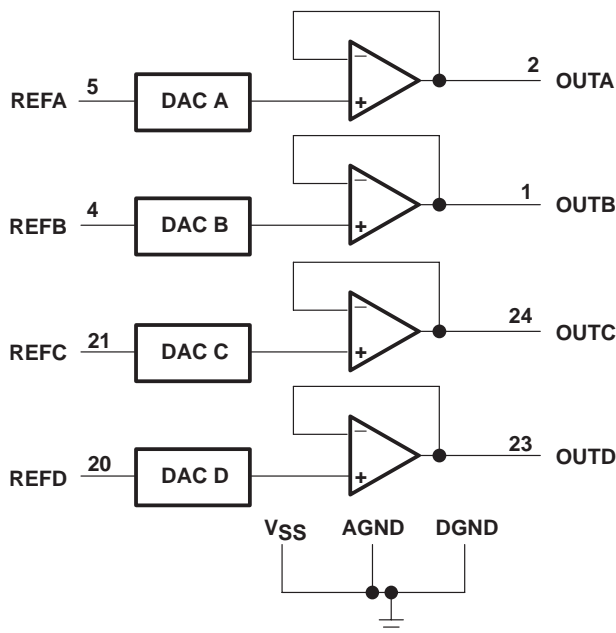 2
5
REFA DAC A − + OUTA
1
4
REFB DAC B − + OUTB
24
21
REFC DAC C − + OUTC
23
20
REFD DAC D − + OUTD
VSS AGND DGND